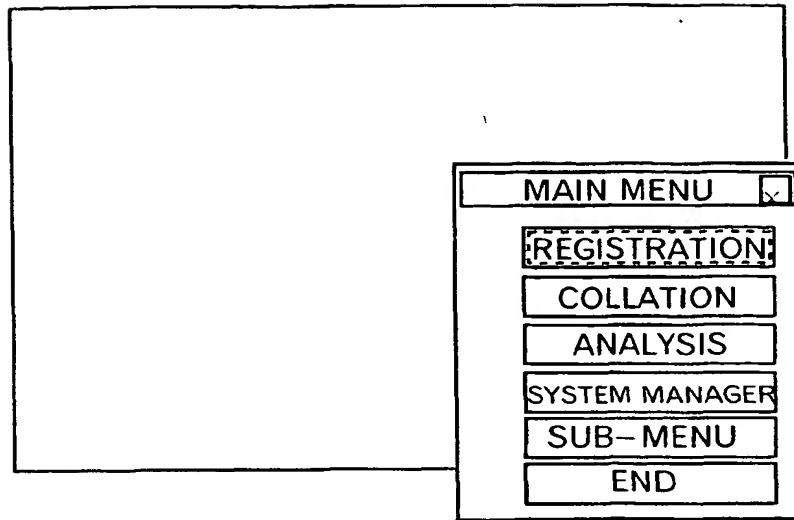 MAIN MENU
REGISTRATION
COLLATION
ANALYSIS
SYSTEM MANAGER
SUB-MENU
END